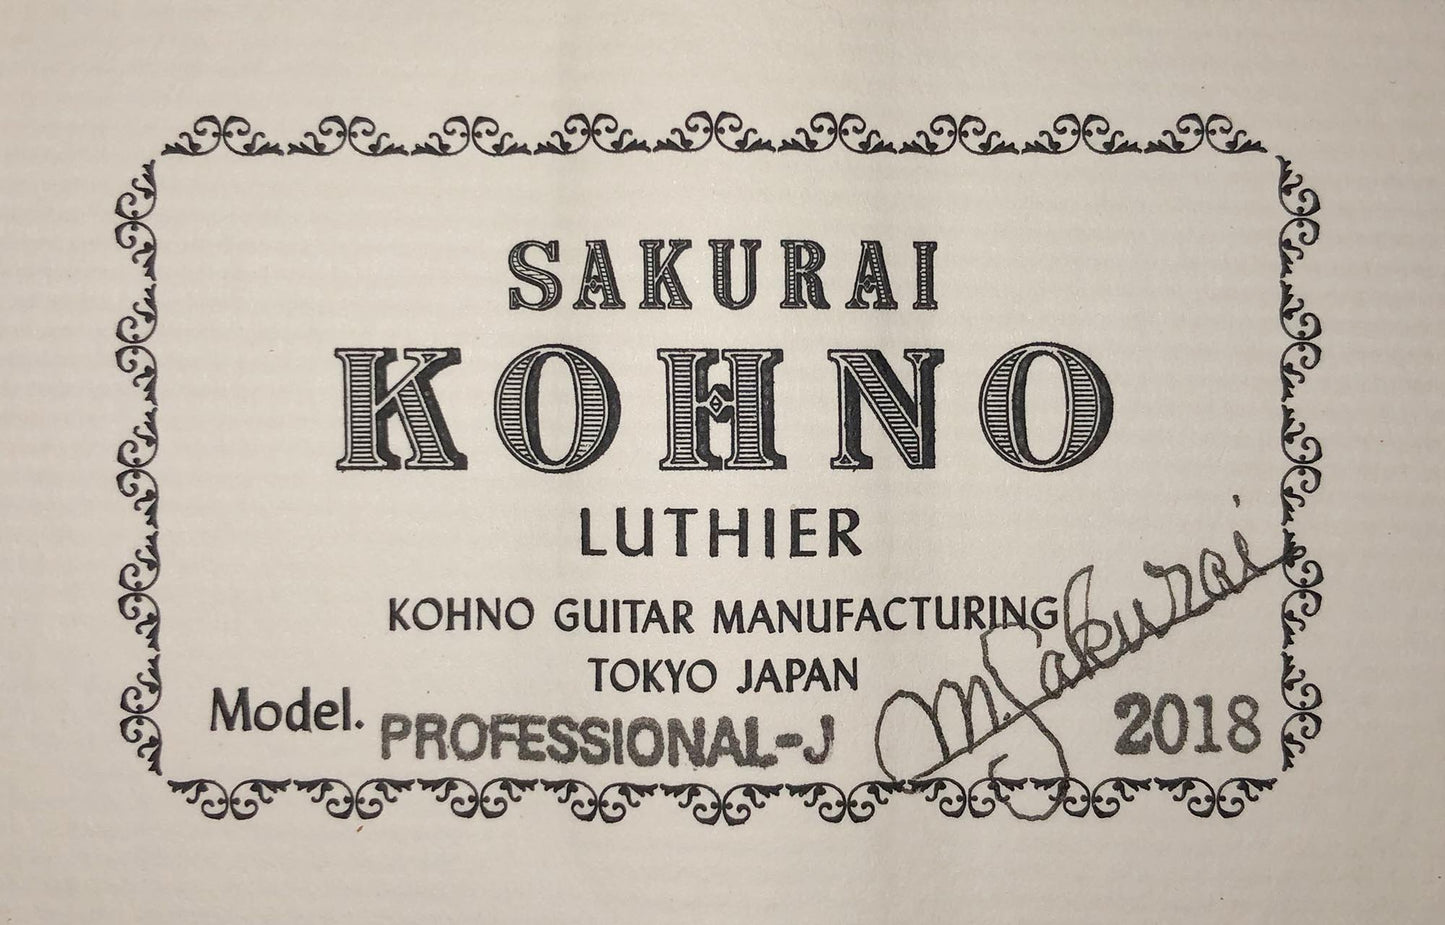 SAKURAI
KOHNO
LUTHIER
KOHNO GUITAR MANUFACTURING
TOKYO JAPAN
M. Sakurai
Model. PROFESSIONAL-J 2018